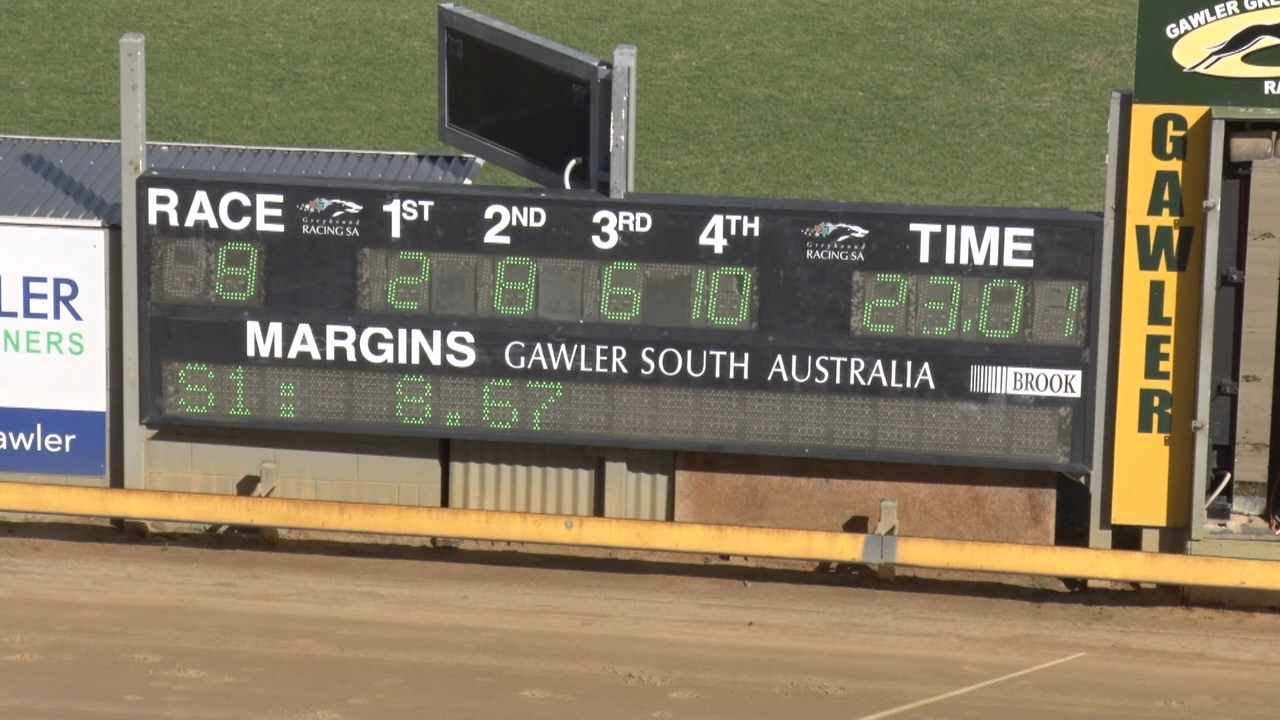 GAWLER GRE
RA
RACE Greyhound RACING SA 1ST 2ND 3RD 4TH Greyhound RACING SA TIME
8 2 8 6 10 23.01
MARGINS GAWLER SOUTH AUSTRALIA BROOK
S1: 8.67
LER
NERS
awler
GAWLER